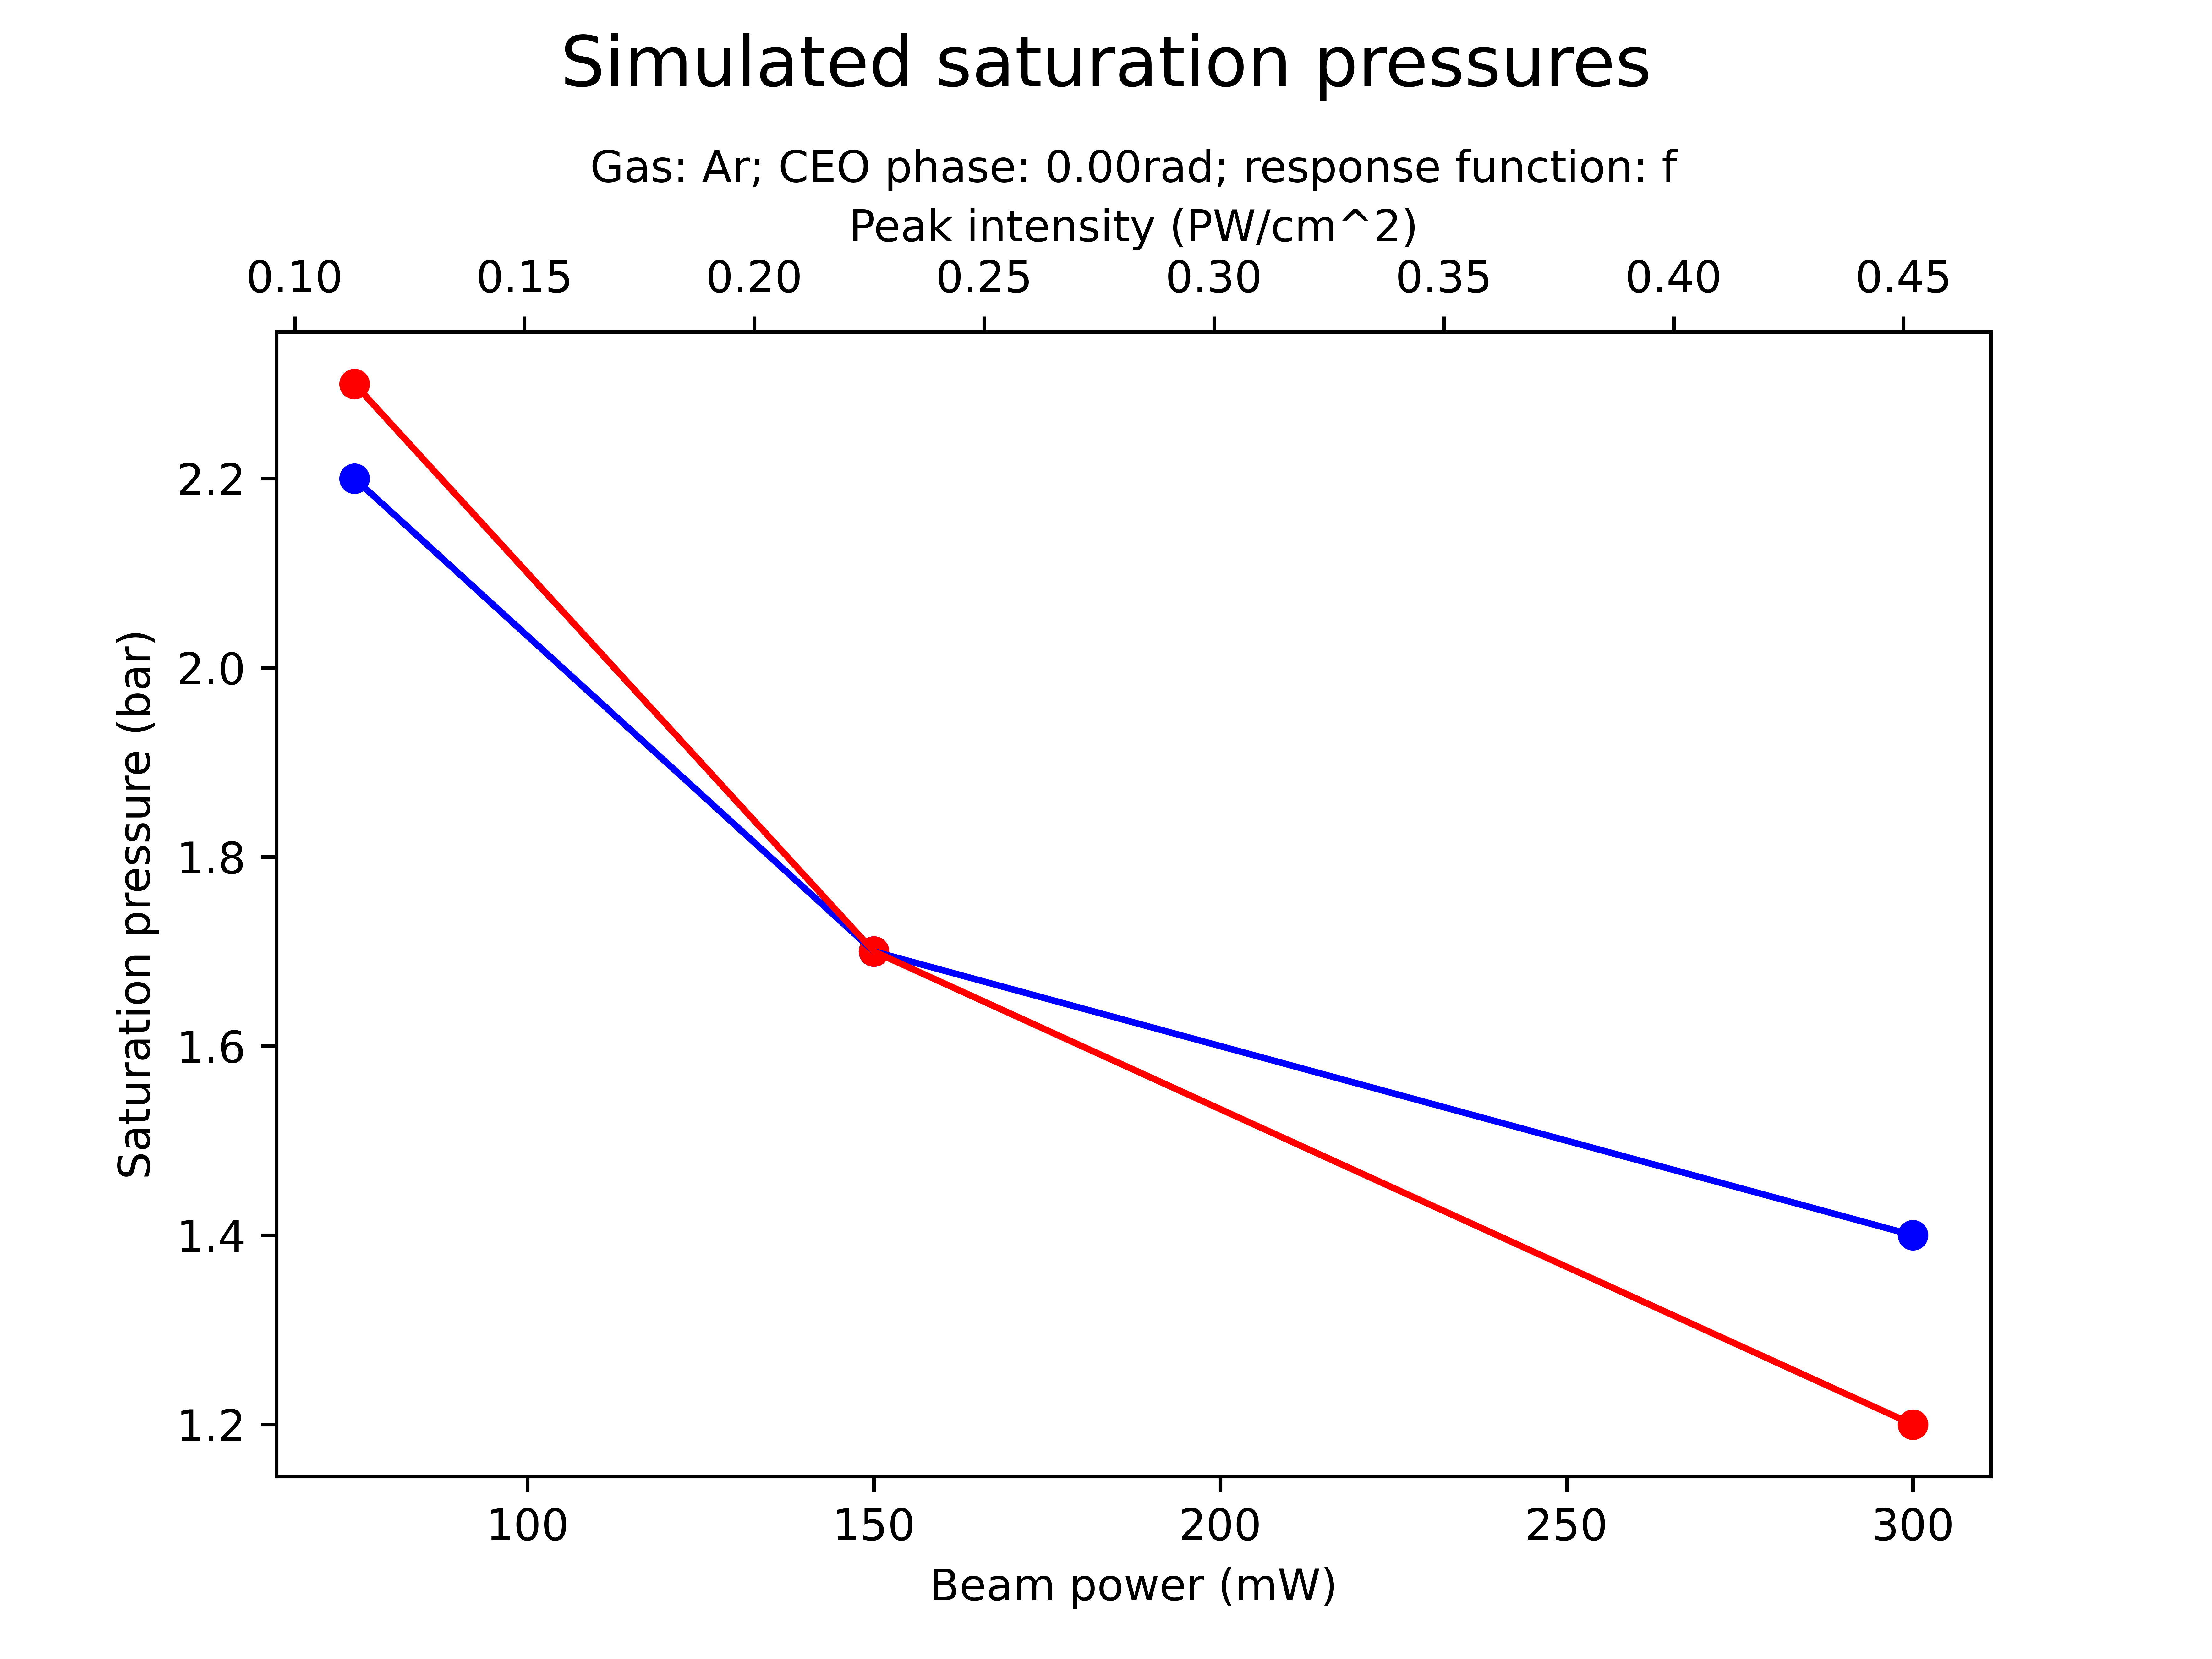 Simulated saturation pressures
Gas: Ar; CEO phase: 0.00rad; response function: f
Peak intensity (PW/cm^2)
0.10 0.15 0.20 0.25 0.30 0.35 0.40 0.45
Saturation pressure (bar)
2.2
2.0
1.8
1.6
1.4
1.2
100 150 200 250 300
Beam power (mW)